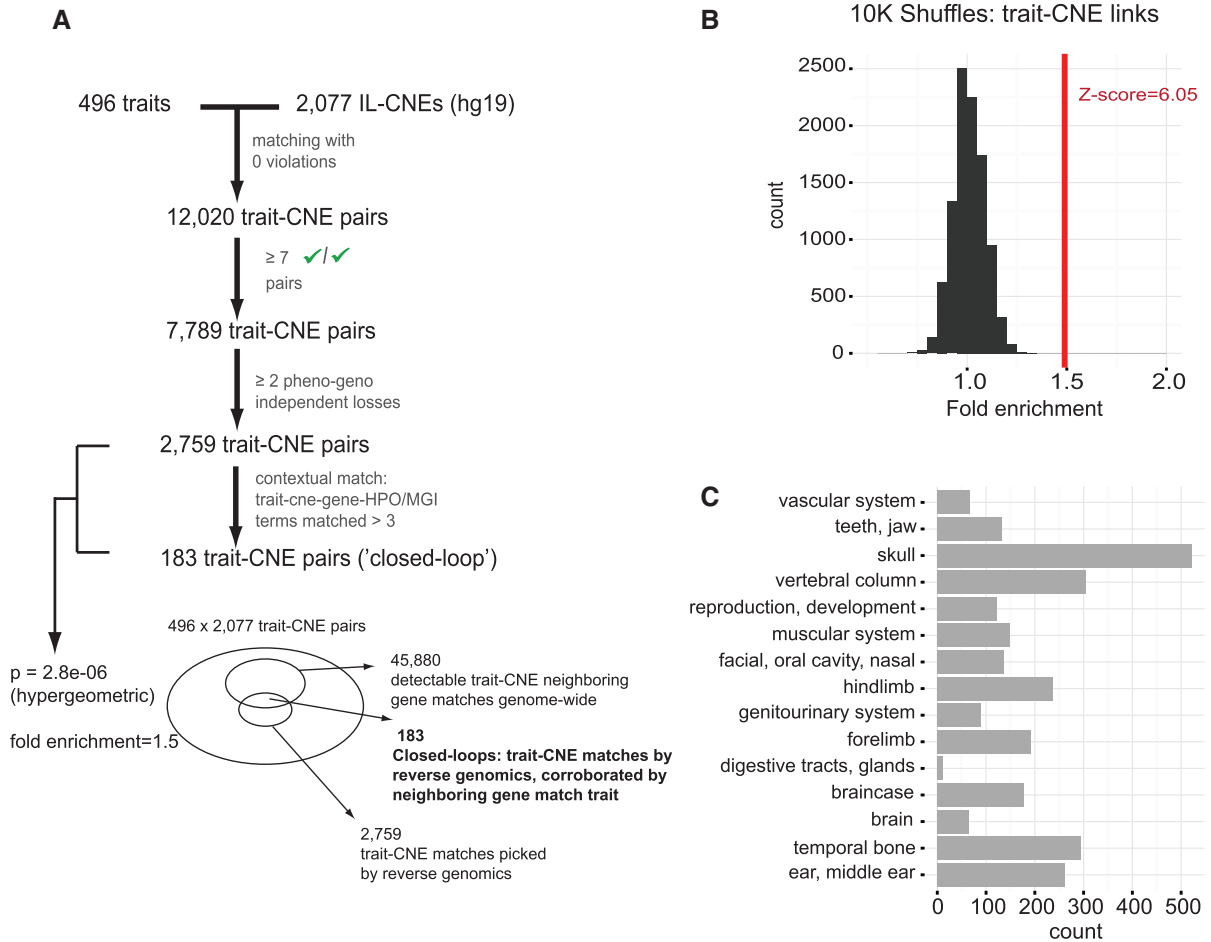 A
496 traits
2,077 IL-CNEs (hg19)
matching with
0 violations
12,020 trait-CNE pairs
≥ 7 ✓/✓
pairs
7,789 trait-CNE pairs
≥ 2 pheno-geno
independent losses
2,759 trait-CNE pairs
contextual match:
trait-cne-gene-HPO/MGI
terms matched > 3
183 trait-CNE pairs ('closed-loop')
p = 2.8e-06
(hypergeometric)
fold enrichment=1.5
496 x 2,077 trait-CNE pairs
45,880
detectable trait-CNE neighboring
gene matches genome-wide
183
Closed-loops: trait-CNE matches by
reverse genomics, corroborated by
neighboring gene match trait
2,759
trait-CNE matches picked
by reverse genomics
B
10K Shuffles: trait-CNE links
Z-score=6.05
count
2500
2000
1500
1000
500
0
1.0
1.5
2.0
Fold enrichment
C
vascular system
teeth, jaw
skull
vertebral column
reproduction, development
muscular system
facial, oral cavity, nasal
hindlimb
genitourinary system
forelimb
digestive tracts, glands
braincase
brain
temporal bone
ear, middle ear
0
100
200
300
400
500
count